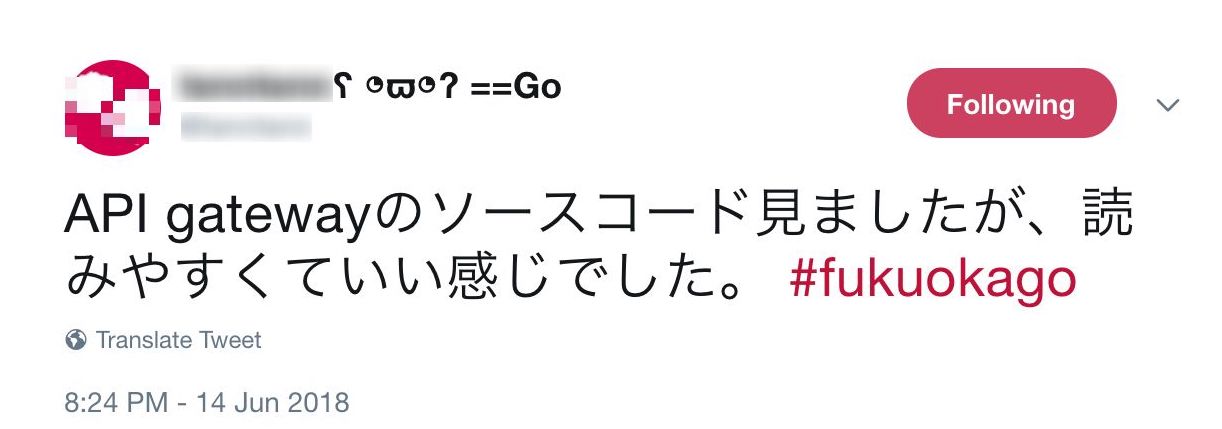 ʕ ◔ϖ◔? ==Go
Following
API gatewayのソースコード見ましたが、読
みやすくていい感じでした。 #fukuokago
Translate Tweet
8:24 PM - 14 Jun 2018